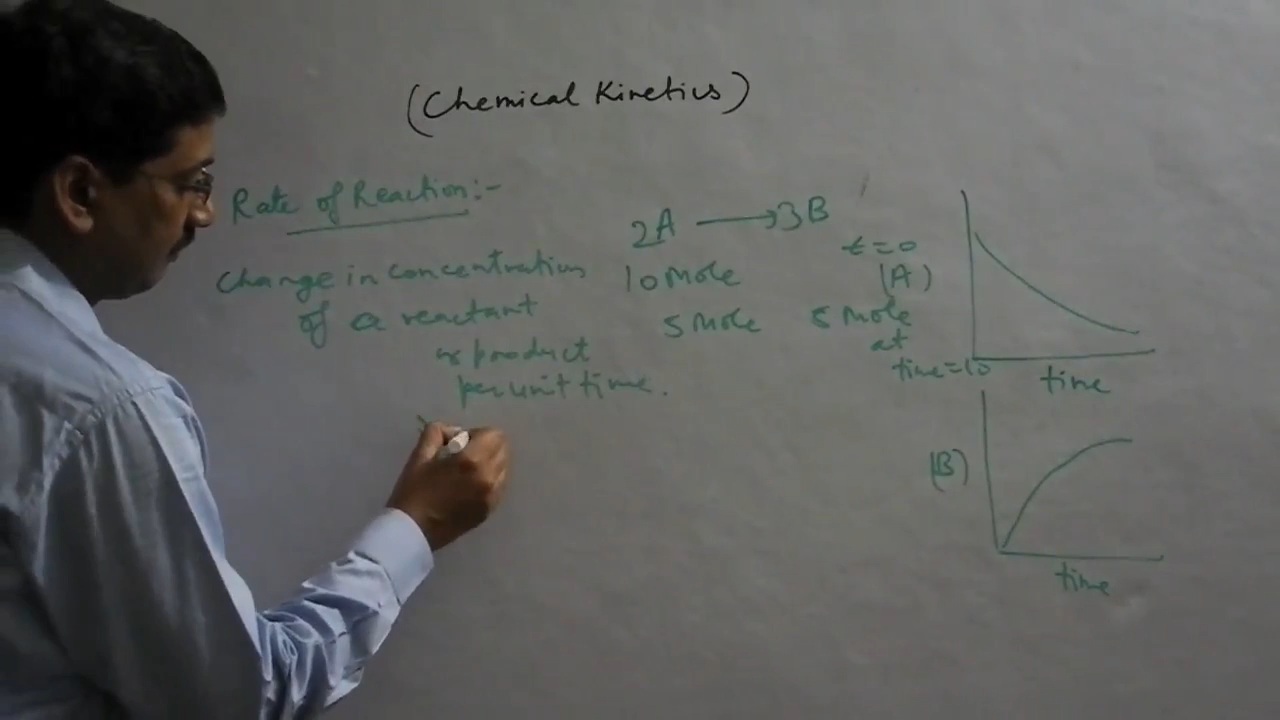 (Chemical Kinetics)
Rate of Reaction:-
2A → 3B
t=0
Change in concentration
10 Mole
(A)
of a reactant
5 Mole 5 Mole
or product
at
time=10
per unit time.
time
(B)
time